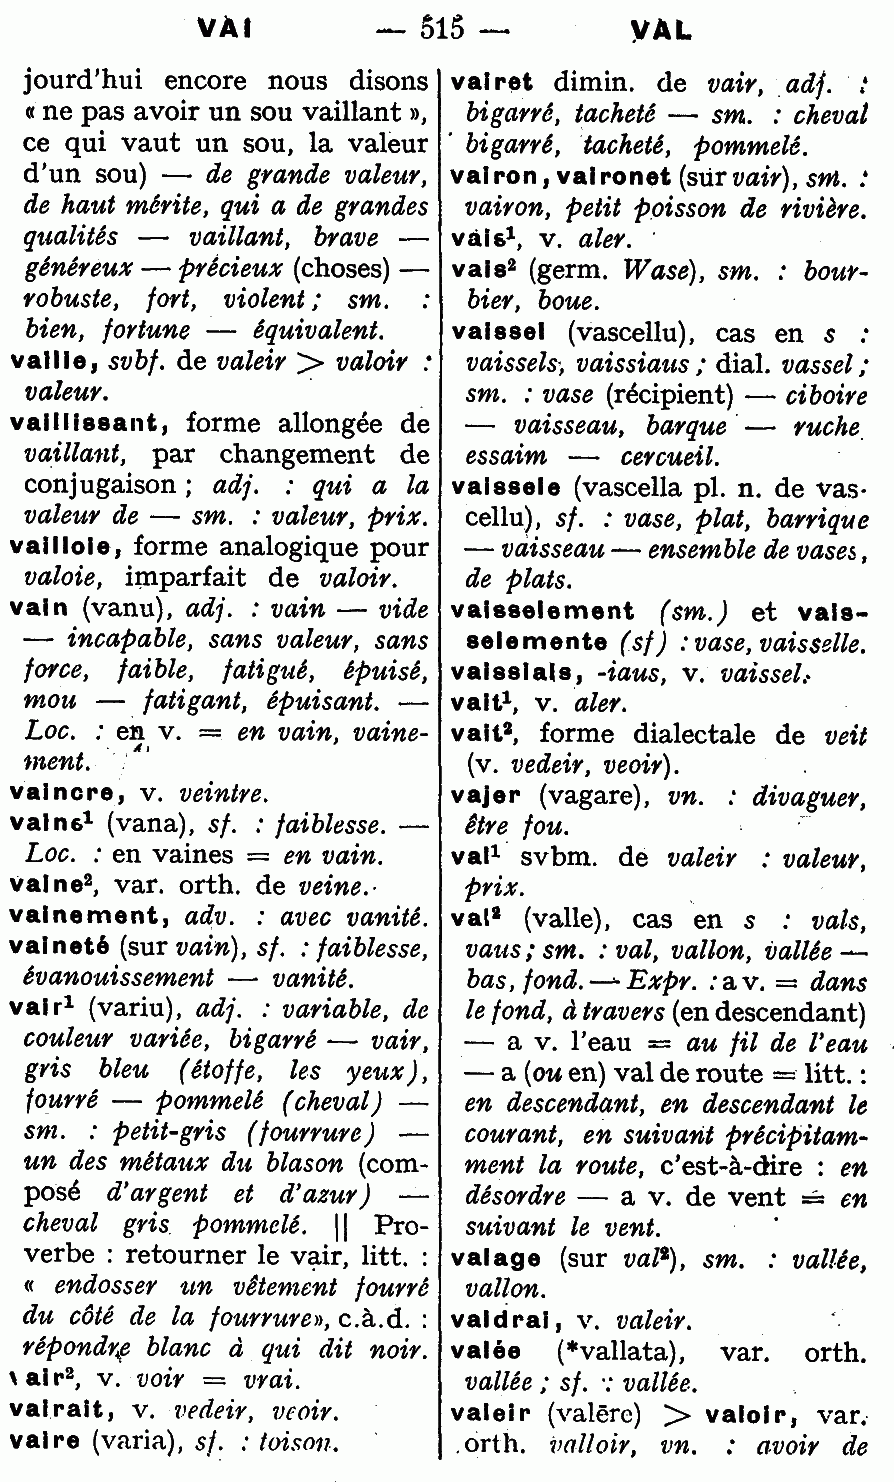 VAI — 515 — VAL
jourd'hui encore nous disons
« ne pas avoir un sou vaillant »,
ce qui vaut un sou, la valeur
d'un sou) — de grande valeur,
de haut mérite, qui a de grandes
qualités — vaillant, brave —
généreux — précieux (choses) —
robuste, fort, violent ; sm. :
bien, fortune — équivalent.
vaille, svbf. de valeir > valoir :
valeur.
vaillissant, forme allongée de
vaillant, par changement de
conjugaison ; adj. : qui a la
valeur de — sm. : valeur, prix.
vailloie, forme analogique pour
valoie, imparfait de valoir.
vain (vanu), adj. : vain — vide
— incapable, sans valeur, sans
force, faible, fatigué, épuisé,
mou — fatigant, épuisant. —
Loc. : en v. = en vain, vaine-
ment.
vaincre, v. veintre.
vaine¹ (vana), sf. : faiblesse. —
Loc. : en vaines = en vain.
vaine², var. orth. de veine.
vainement, adv. : avec vanité.
vaineté (sur vain), sf. : faiblesse,
évanouissement — vanité.
vair¹ (variu), adj. : variable, de
couleur variée, bigarré — vair,
gris bleu (étoffe, les yeux),
fourré — pommelé (cheval) —
sm. : petit-gris (fourrure) —
un des métaux du blason (com-
posé d'argent et d'azur) —
cheval gris pommelé. || Pro-
verbe : retourner le vair, litt. :
« endosser un vêtement fourré
du côté de la fourrure», c.à.d. :
répondre blanc à qui dit noir.
vair², v. voir = vrai.
vairait, v. vedeir, veoir.
vaire (varia), sf. : toison.
vairet dimin. de vair, adj. :
bigarré, tacheté — sm. : cheval
bigarré, tacheté, pommelé.
vairon, vaironet (sur vair), sm. :
vairon, petit poisson de rivière.
vais¹, v. aler.
vais² (germ. Wase), sm. : bour-
bier, boue.
vaissel (vascellu), cas en s :
vaissels, vaissiaus ; dial. vassel ;
sm. : vase (récipient) — ciboire
— vaisseau, barque — ruche
essaim — cercueil.
vaissele (vascella pl. n. de vas-
cellu), sf. : vase, plat, barrique
— vaisseau — ensemble de vases,
de plats.
vaisselement (sm.) et vais-
selemente (sf) : vase, vaisselle.
vaissiais, -iaus, v. vaissel.
vait¹, v. aler.
vait², forme dialectale de veit
(v. vedeir, veoir).
vajer (vagare), vn. : divaguer,
être fou.
val¹ svbm. de valeir : valeur,
prix.
val² (valle), cas en s : vals,
vaus ; sm. : val, vallon, vallée —
bas, fond. — Expr. : a v. = dans
le fond, à travers (en descendant)
— a v. l'eau = au fil de l'eau
— a (ou en) val de route = litt. :
en descendant, en descendant le
courant, en suivant précipitam-
ment la route, c'est-à-dire : en
désordre — a v. de vent = en
suivant le vent.
valage (sur val²), sm. : vallée,
vallon.
valdrai, v. valeir.
valée (*vallata), var. orth.
vallée ; sf. : vallée.
valeir (valēre) > valoir, var.
orth. valloir, vn. : avoir de